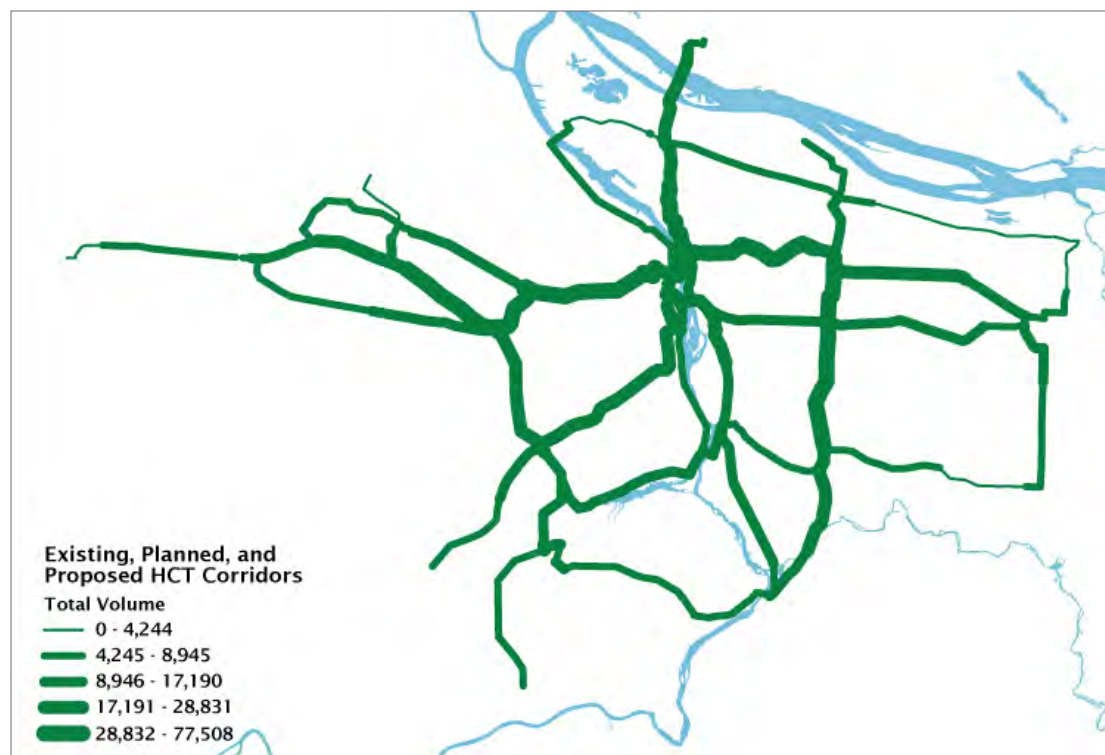 Existing, Planned, and
Proposed HCT Corridors
Total Volume
0 - 4,244
4,245 - 8,945
8,946 - 17,190
17,191 - 28,831
28,832 - 77,508